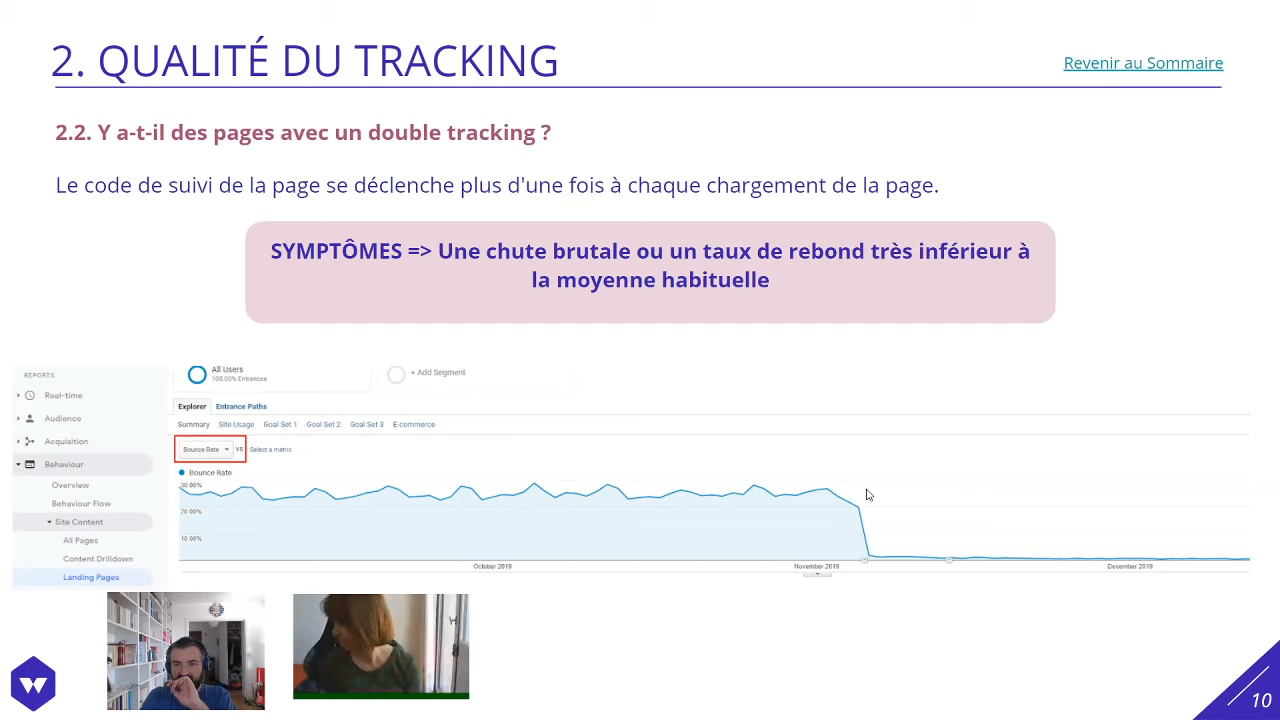 2. QUALITÉ DU TRACKING
Revenir au Sommaire
2.2. Y a-t-il des pages avec un double tracking ?
Le code de suivi de la page se déclenche plus d'une fois à chaque chargement de la page.
SYMPTÔMES => Une chute brutale ou un taux de rebond très inférieur à
la moyenne habituelle
REPORTS
Real-time
Audience
Acquisition
Behaviour
Overview
Behaviour Flow
Site Content
All Pages
Content Drilldown
Landing Pages
All Users
100.00% Entrances
+ Add Segment
Explorer Entrance Paths
Summary Site Usage Goal Set 1 Goal Set 2 Goal Set 3 E-commerce
Bounce Rate VS Select a metric
Bounce Rate
30.00%
20.00%
10.00%
October 2019 November 2019 December 2019
W
10